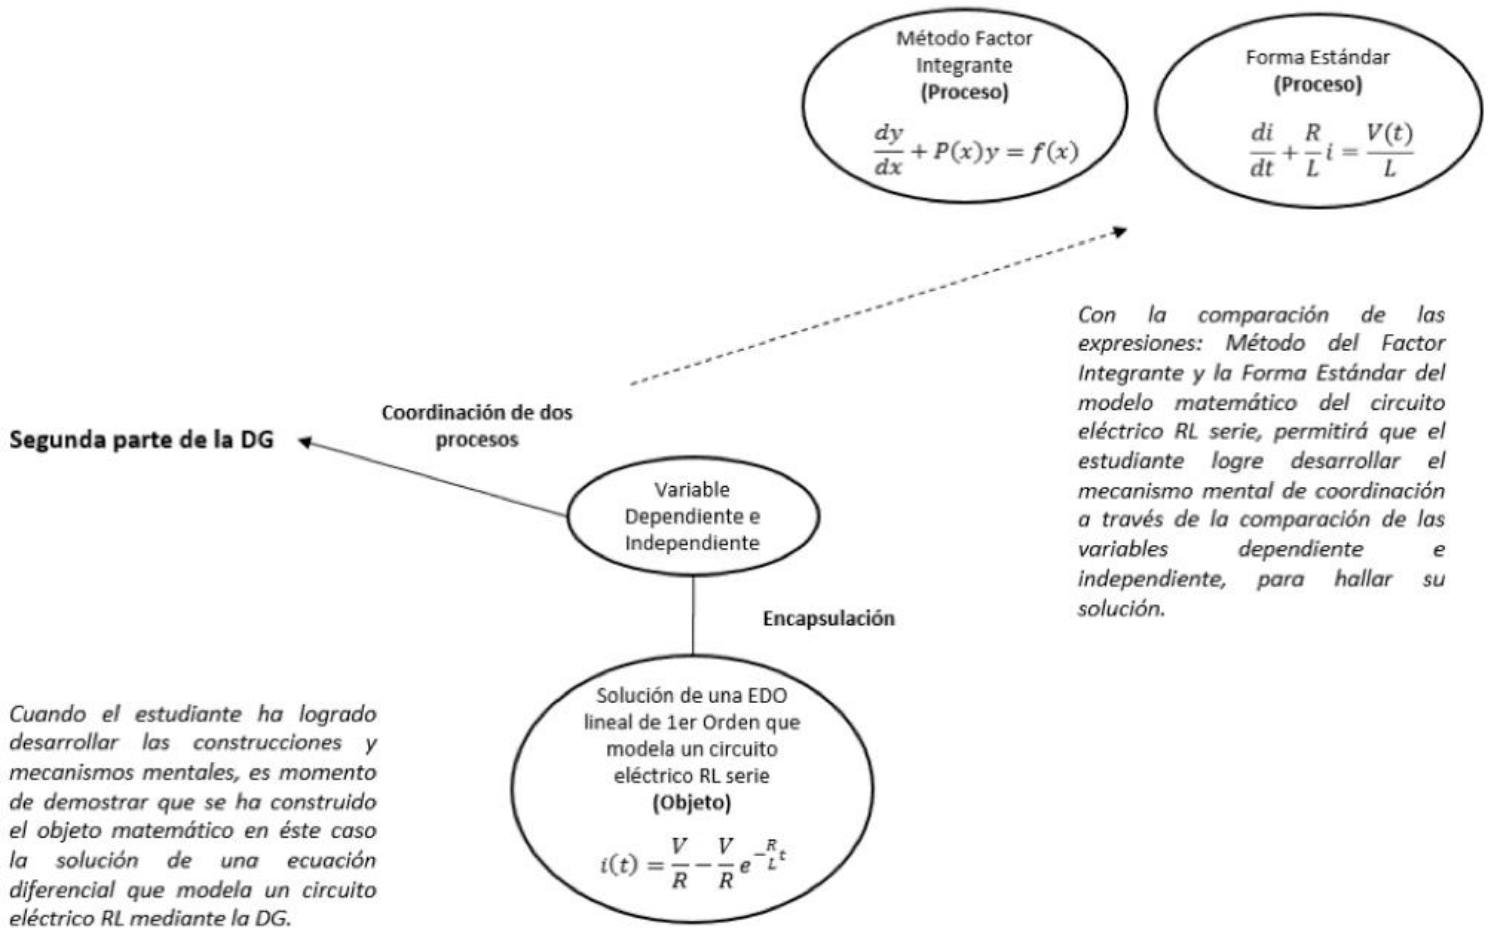 Método Factor
Integrante
(Proceso)
dy/dx + P(x)y = f(x)
Forma Estándar
(Proceso)
di/dt + R/L i = V(t)/L
Con la comparación de las
expresiones: Método del Factor
Integrante y la Forma Estándar del
modelo matemático del circuito
eléctrico RL serie, permitirá que el
estudiante logre desarrollar el
mecanismo mental de coordinación
a través de la comparación de las
variables dependiente e
independiente, para hallar su
solución.
Coordinación de dos
procesos
Segunda parte de la DG
Variable
Dependiente e
Independiente
Encapsulación
Solución de una EDO
lineal de 1er Orden que
modela un circuito
eléctrico RL serie
(Objeto)
i(t) = V/R − V/R e^(−R/L t)
Cuando el estudiante ha logrado
desarrollar las construcciones y
mecanismos mentales, es momento
de demostrar que se ha construido
el objeto matemático en éste caso
la solución de una ecuación
diferencial que modela un circuito
eléctrico RL mediante la DG.